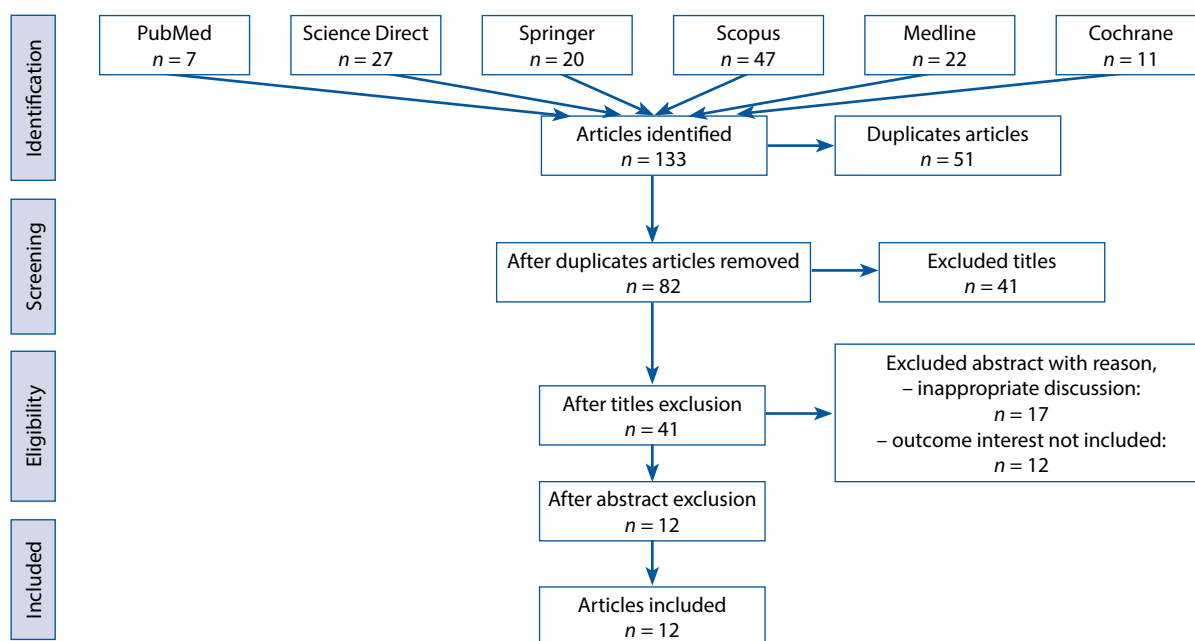 Identification
PubMed
n = 7
Science Direct
n = 27
Springer
n = 20
Scopus
n = 47
Medline
n = 22
Cochrane
n = 11
Articles identified
n = 133
Duplicates articles
n = 51
Screening
After duplicates articles removed
n = 82
Excluded titles
n = 41
Eligibility
After titles exclusion
n = 41
Excluded abstract with reason,
– inappropriate discussion:
n = 17
– outcome interest not included:
n = 12
After abstract exclusion
n = 12
Included
Articles included
n = 12